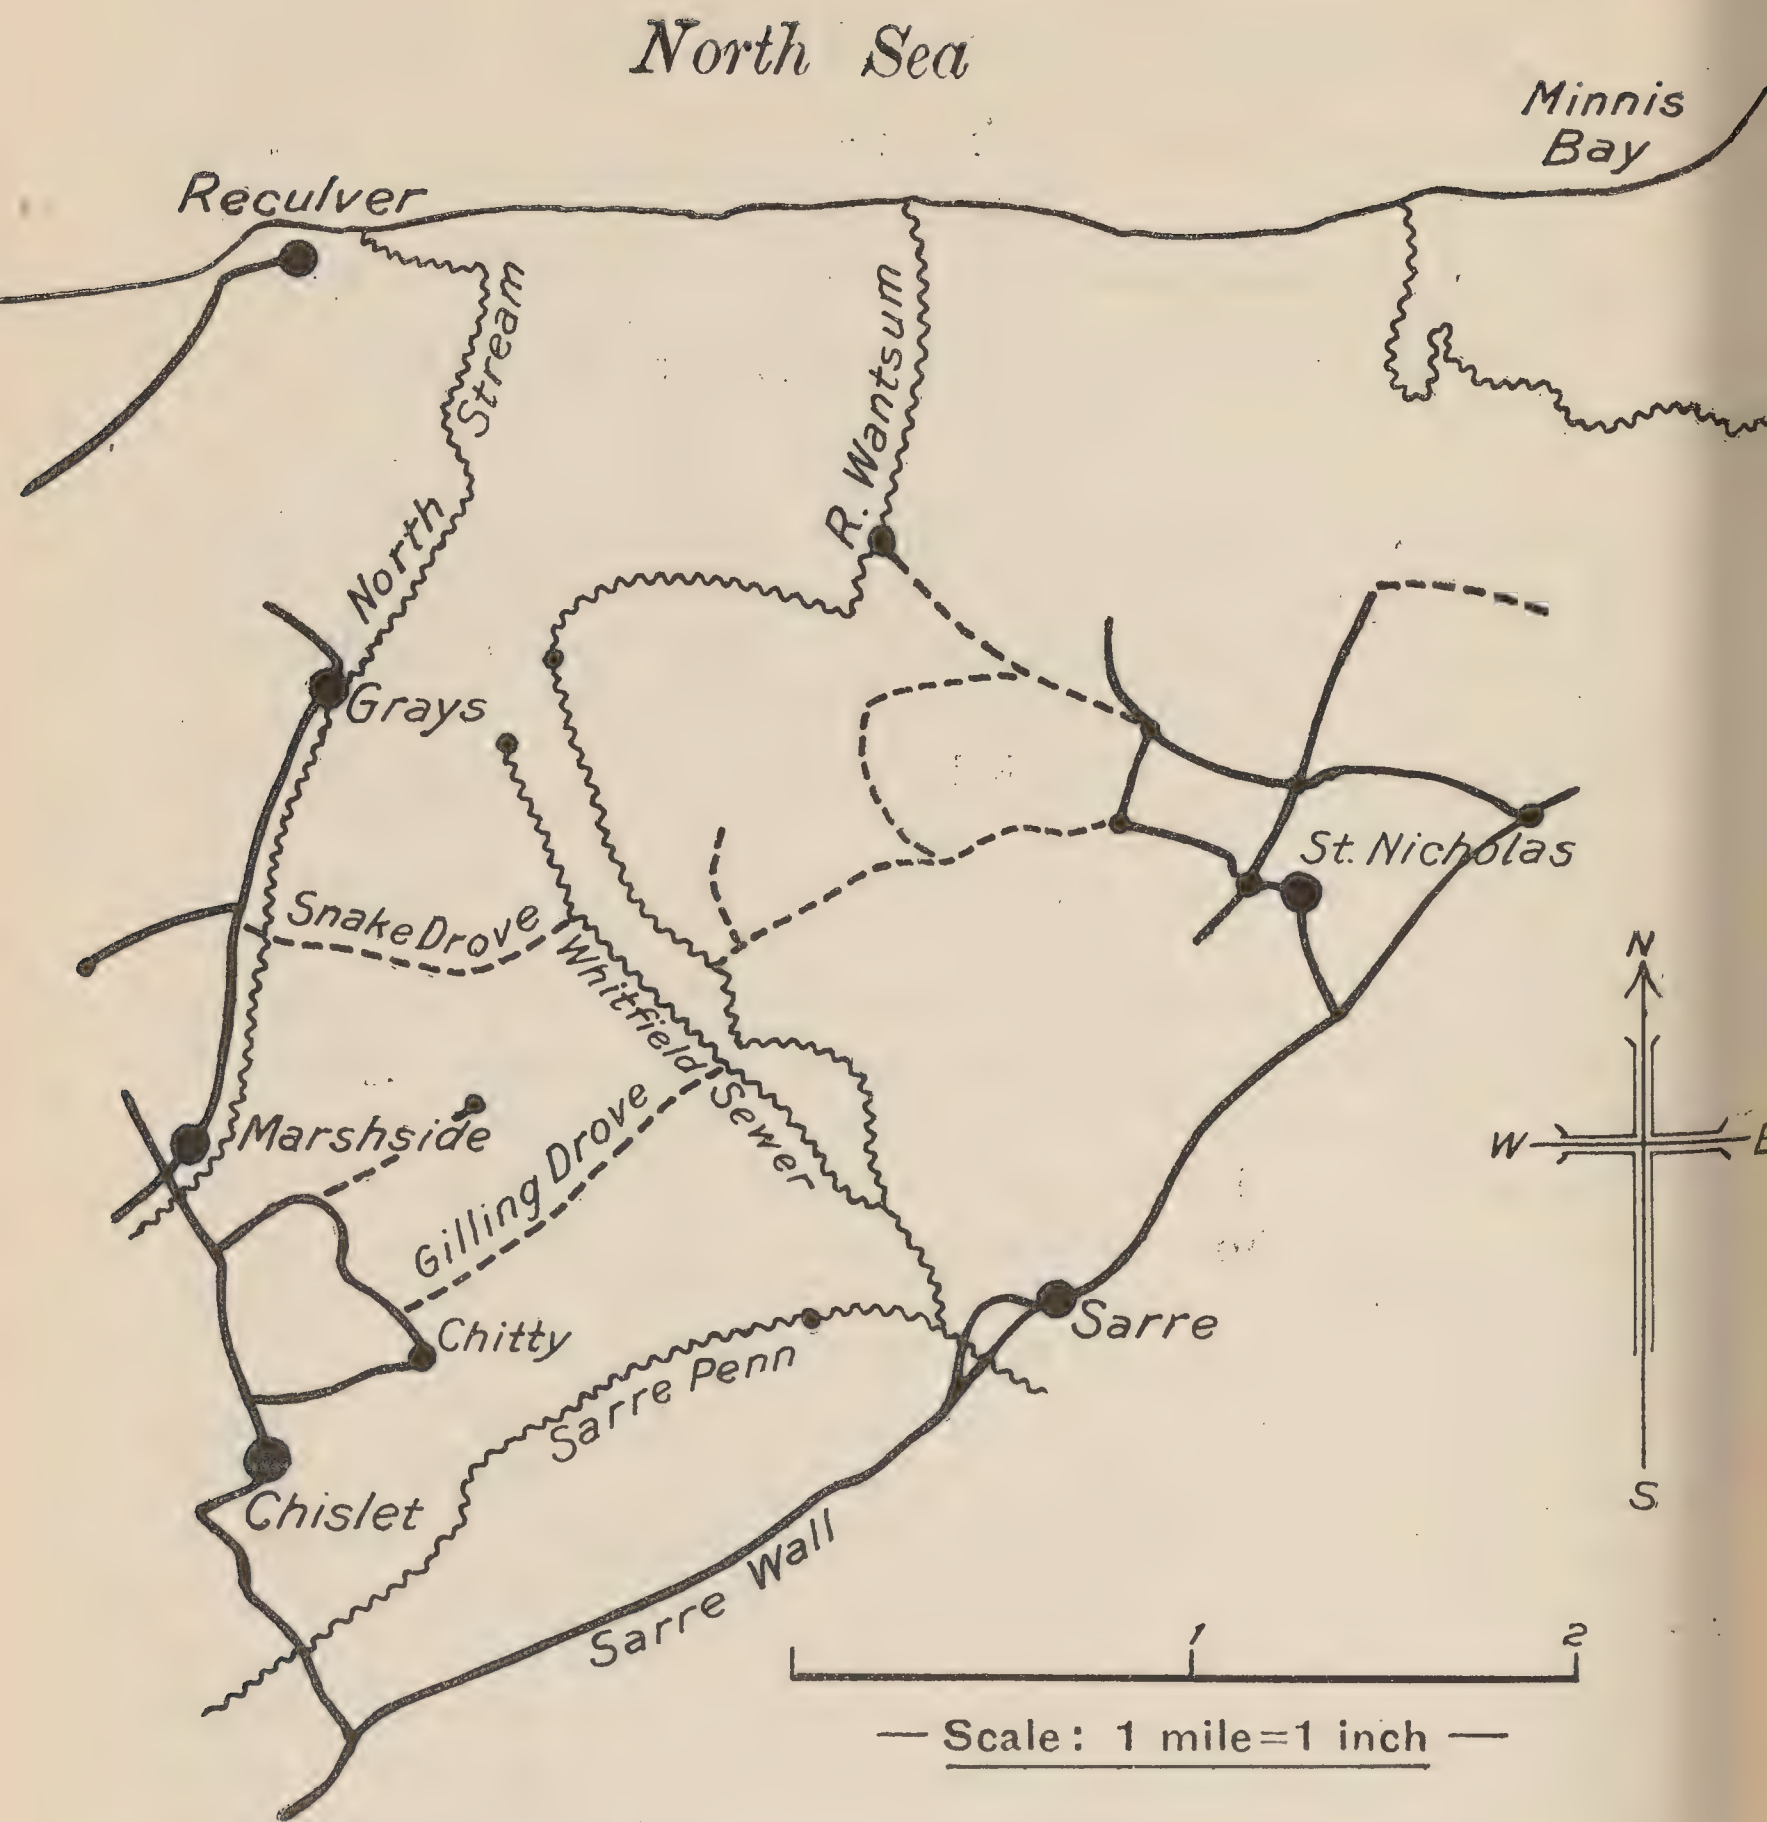 North Sea
Minnis
Bay
Reculver
North Stream
R. Wantsum
Grays
St. Nicholas
Snake Drove
Whitfield Sewer
N
W
E
S
Marshside
Gilling Drove
Chitty
Sarre
Sarre Penn
Chislet
Sarre Wall
1
2
— Scale: 1 mile=1 inch —